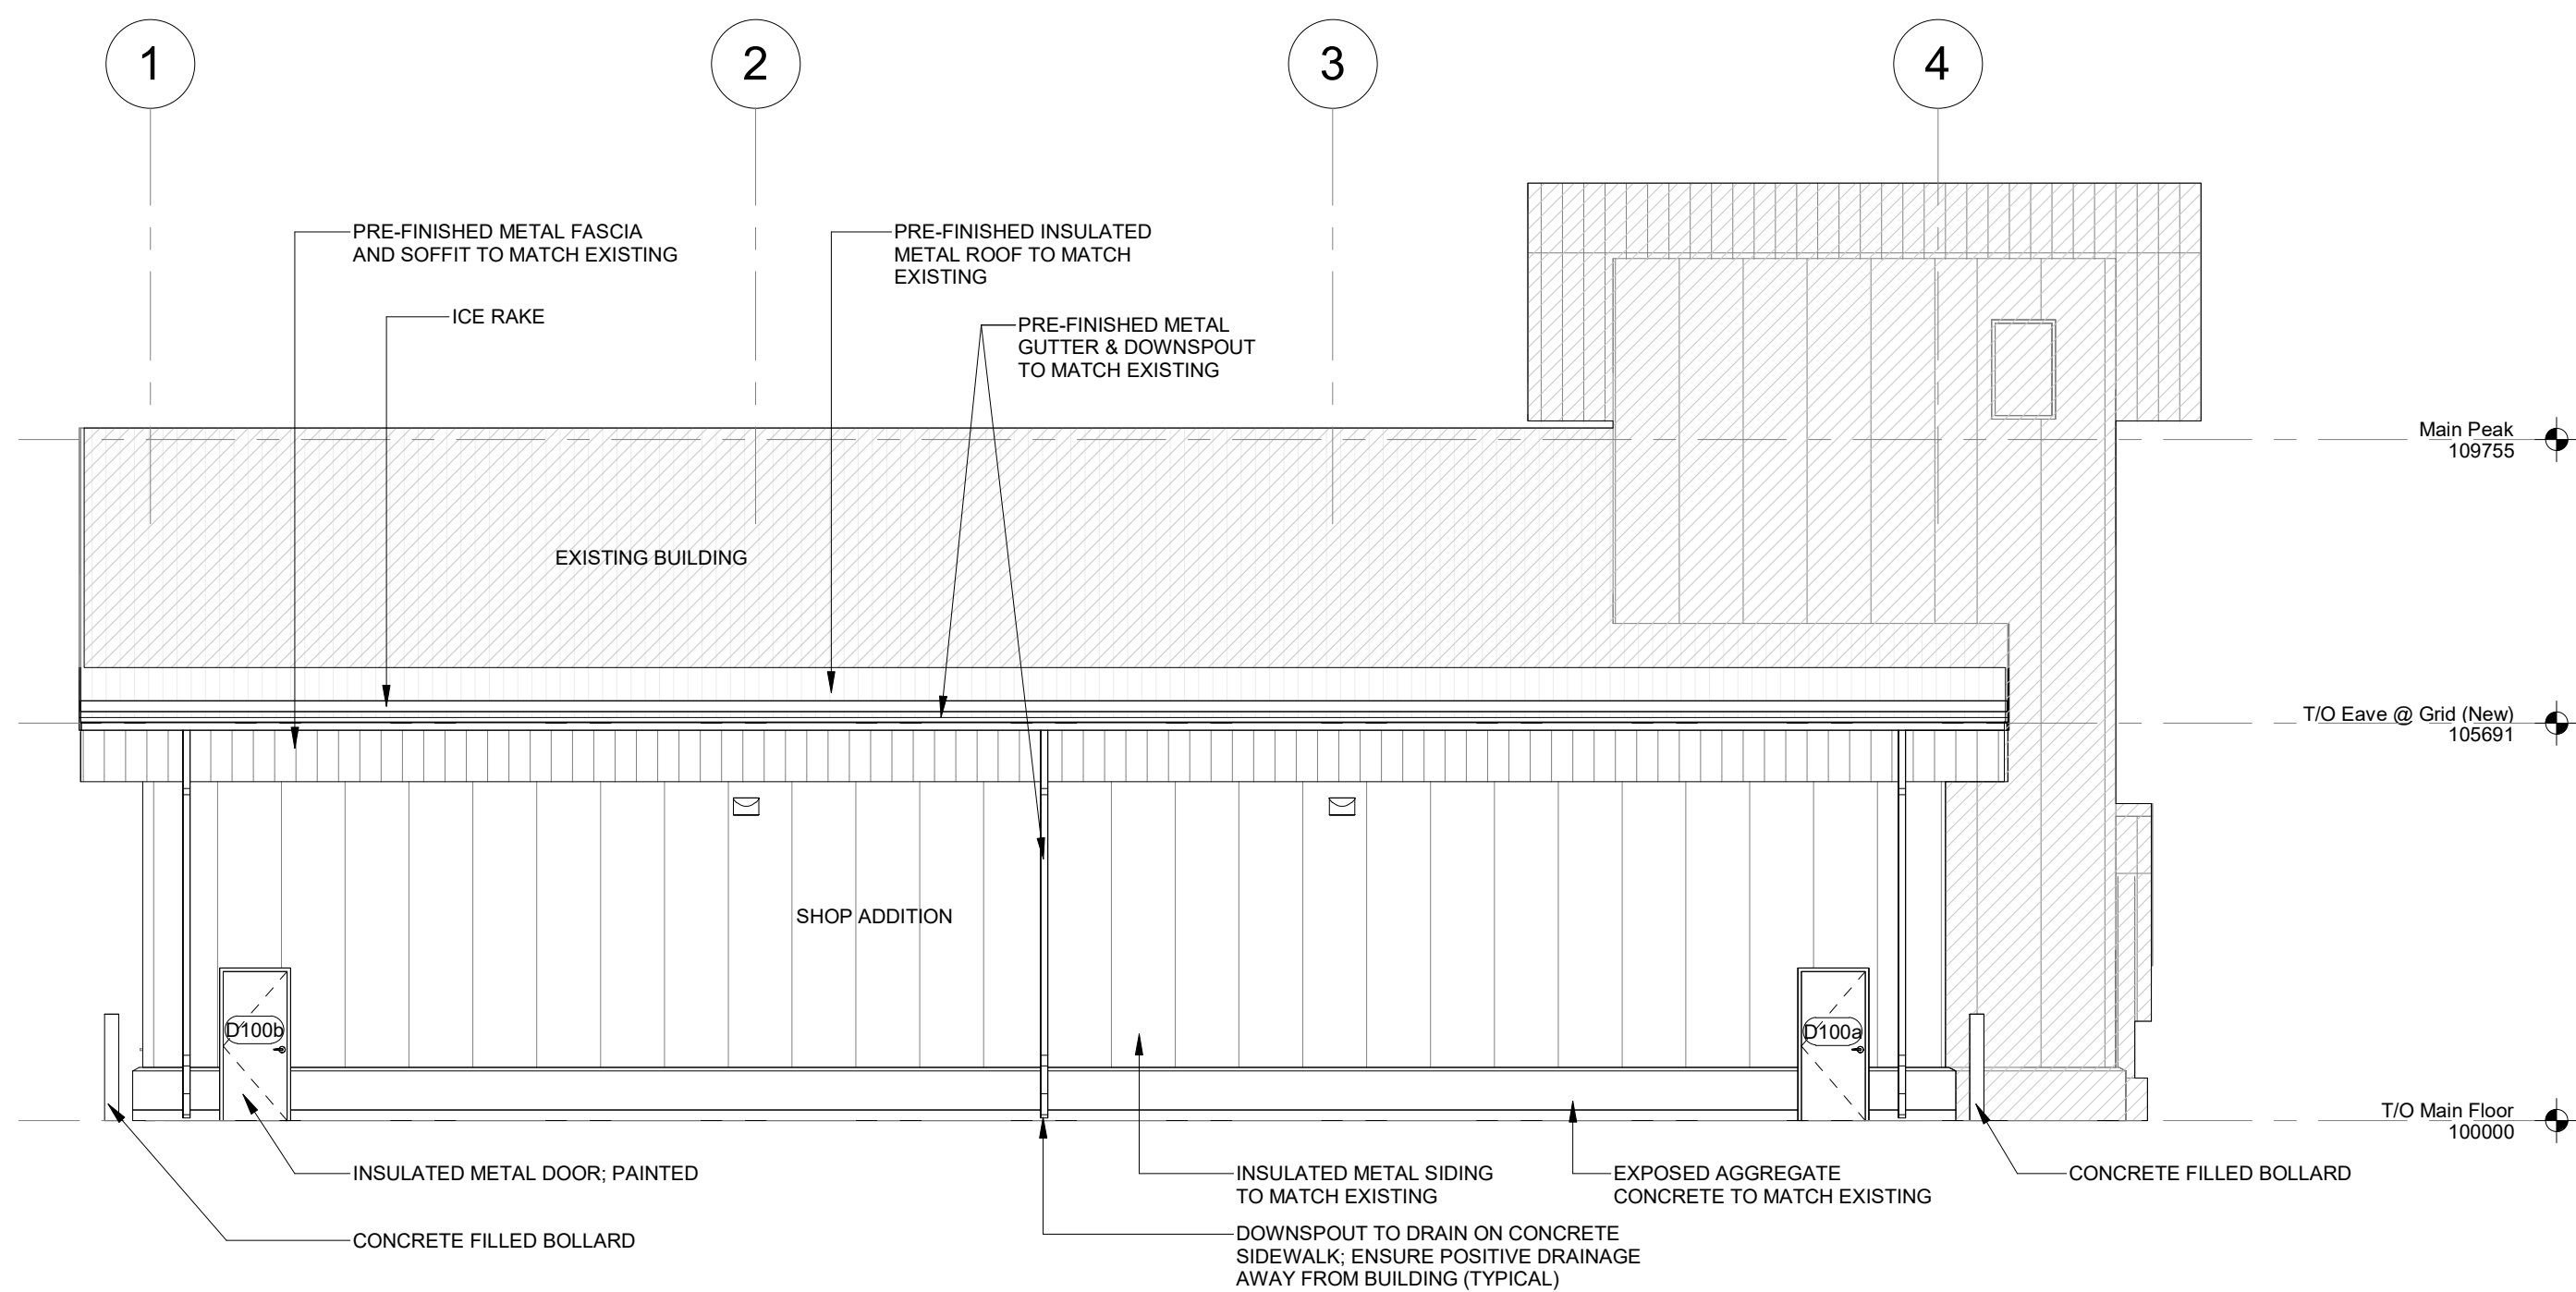 1
2
3
4
PRE-FINISHED METAL FASCIA
AND SOFFIT TO MATCH EXISTING
PRE-FINISHED INSULATED
METAL ROOF TO MATCH
EXISTING
ICE RAKE
PRE-FINISHED METAL
GUTTER & DOWNSPOUT
TO MATCH EXISTING
Main Peak
109755
EXISTING BUILDING
T/O Eave @ Grid (New)
105691
SHOP ADDITION
D100b
D100a
T/O Main Floor
100000
INSULATED METAL DOOR; PAINTED
INSULATED METAL SIDING
TO MATCH EXISTING
EXPOSED AGGREGATE
CONCRETE TO MATCH EXISTING
CONCRETE FILLED BOLLARD
CONCRETE FILLED BOLLARD
DOWNSPOUT TO DRAIN ON CONCRETE
SIDEWALK; ENSURE POSITIVE DRAINAGE
AWAY FROM BUILDING (TYPICAL)